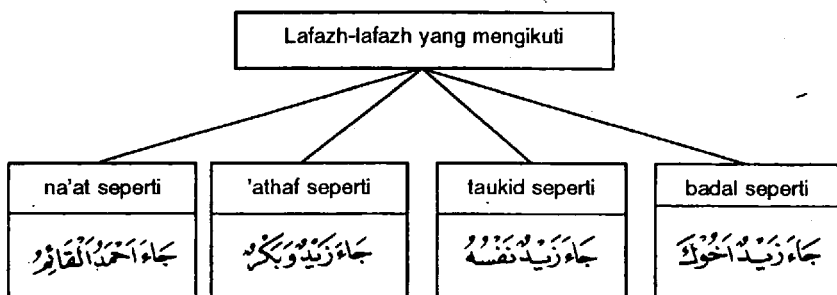 Lafazh-lafazh yang mengikuti
na'at seperti
جَاءَ اَحْمَدُ الْقَائِمُ
'athaf seperti
جَاءَ زَيْدٌ وَبَكْرٌ
taukid seperti
جَاءَ زَيْدٌ نَفْسُهُ
badal seperti
جَاءَ زَيْدٌ اَخُوْكَ